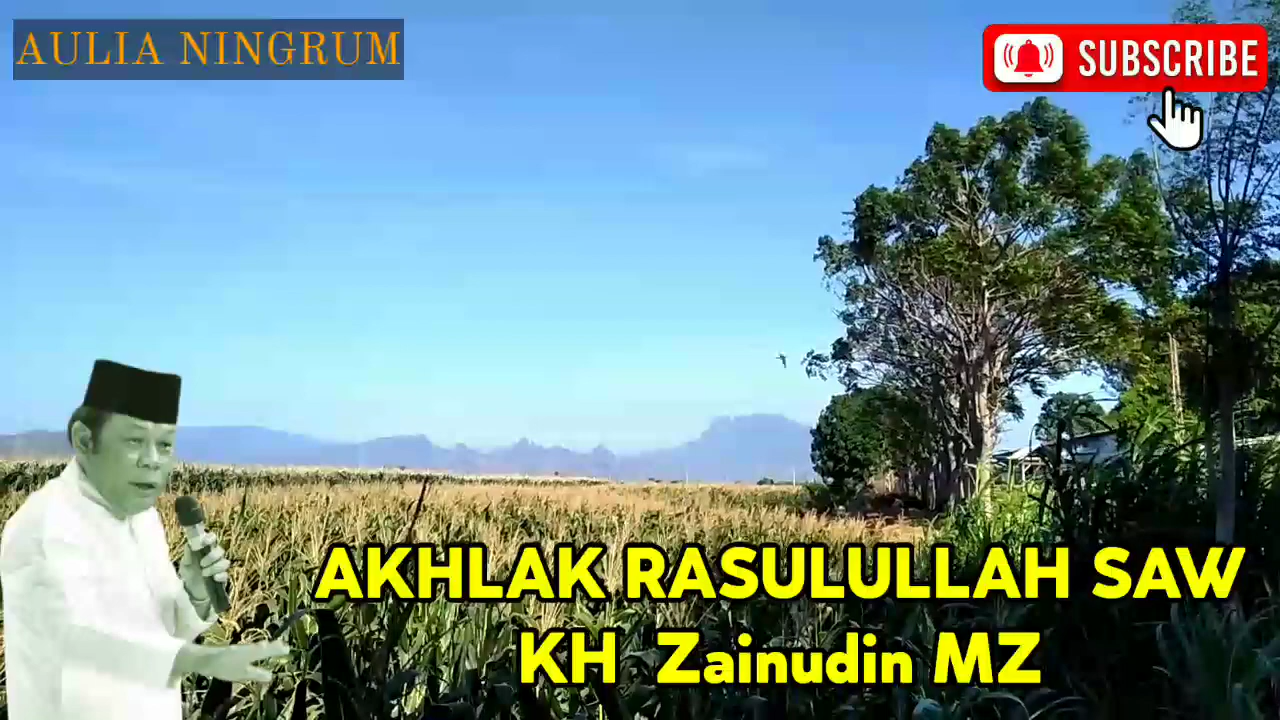 AULIA NINGRUM
SUBSCRIBE
AKHLAK RASULULLAH SAW
KH Zainudin MZ